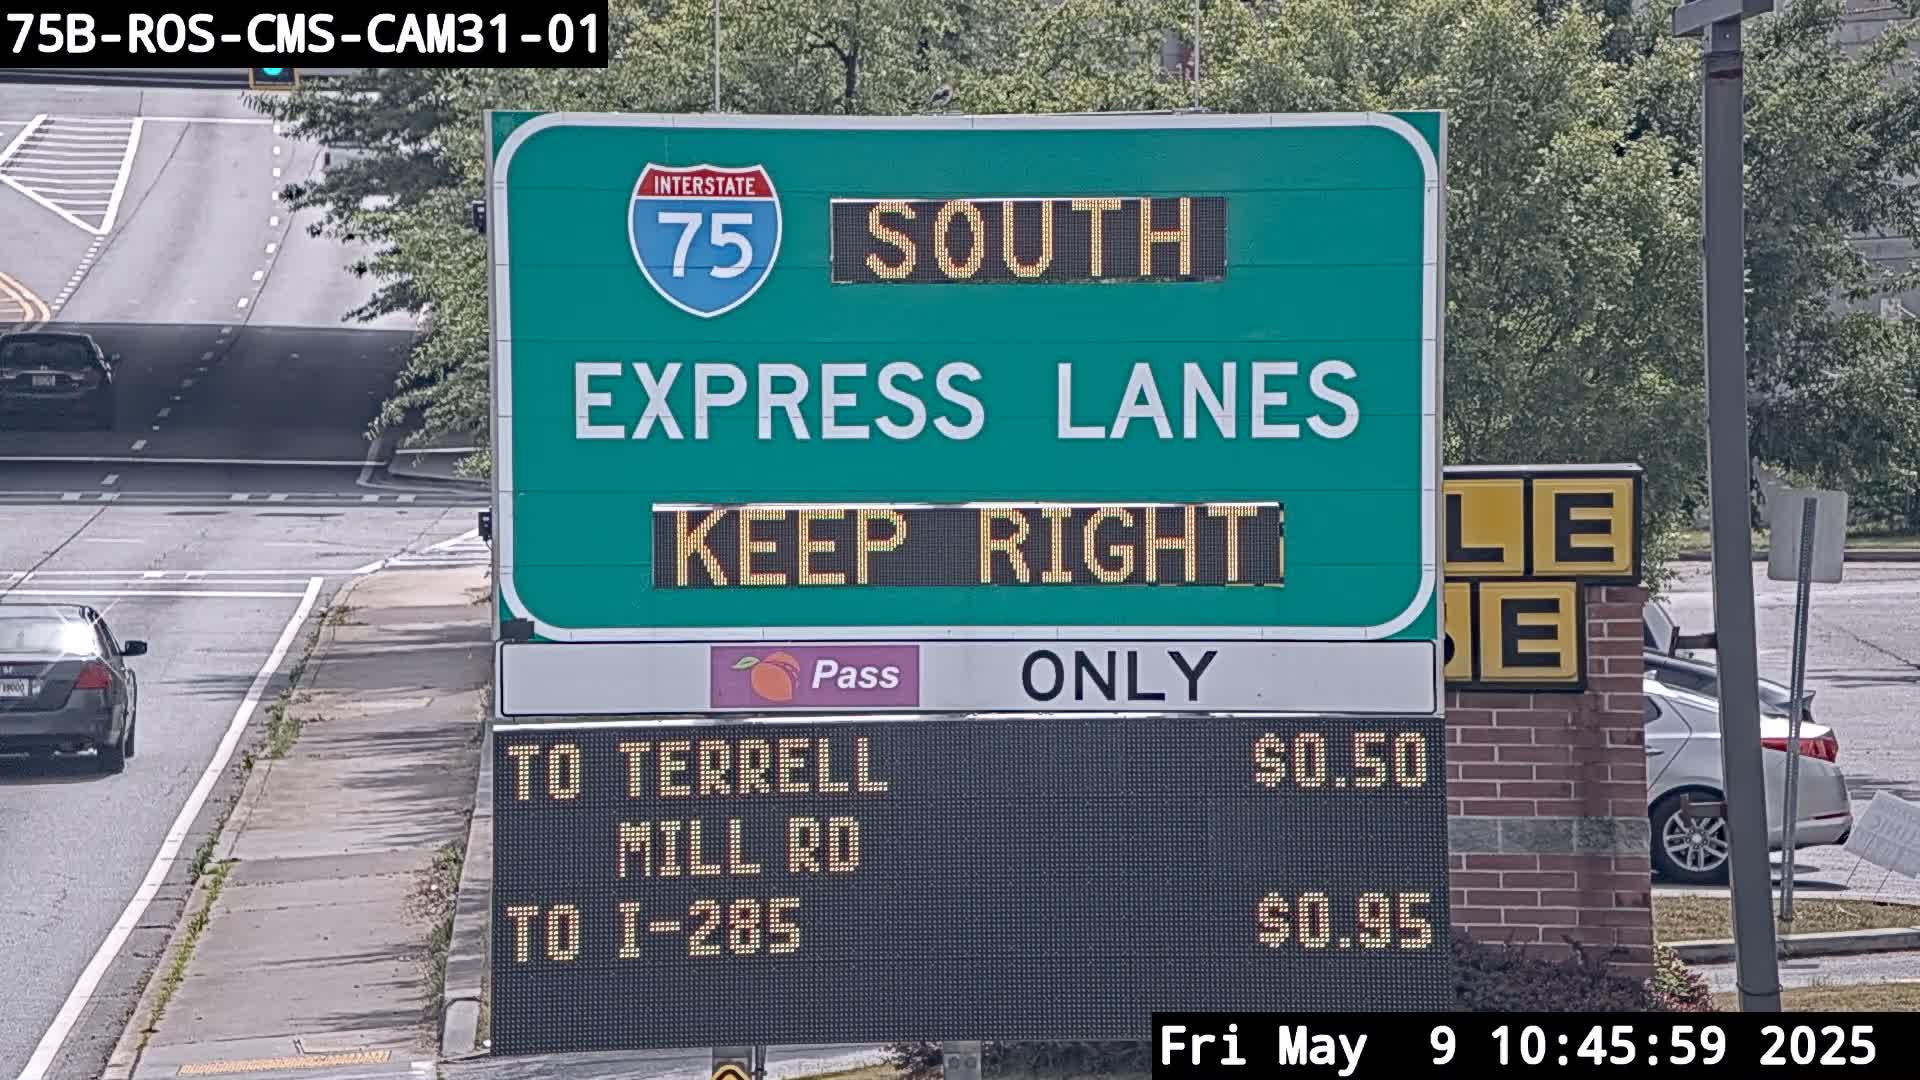 75B-ROS-CMS-CAM31-01
INTERSTATE
75
SOUTH
EXPRESS LANES
KEEP RIGHT
Pass ONLY
TO TERRELL $0.50
MILL RD
TO I-285 $0.95
LE
E
Fri May 9 10:45:59 2025